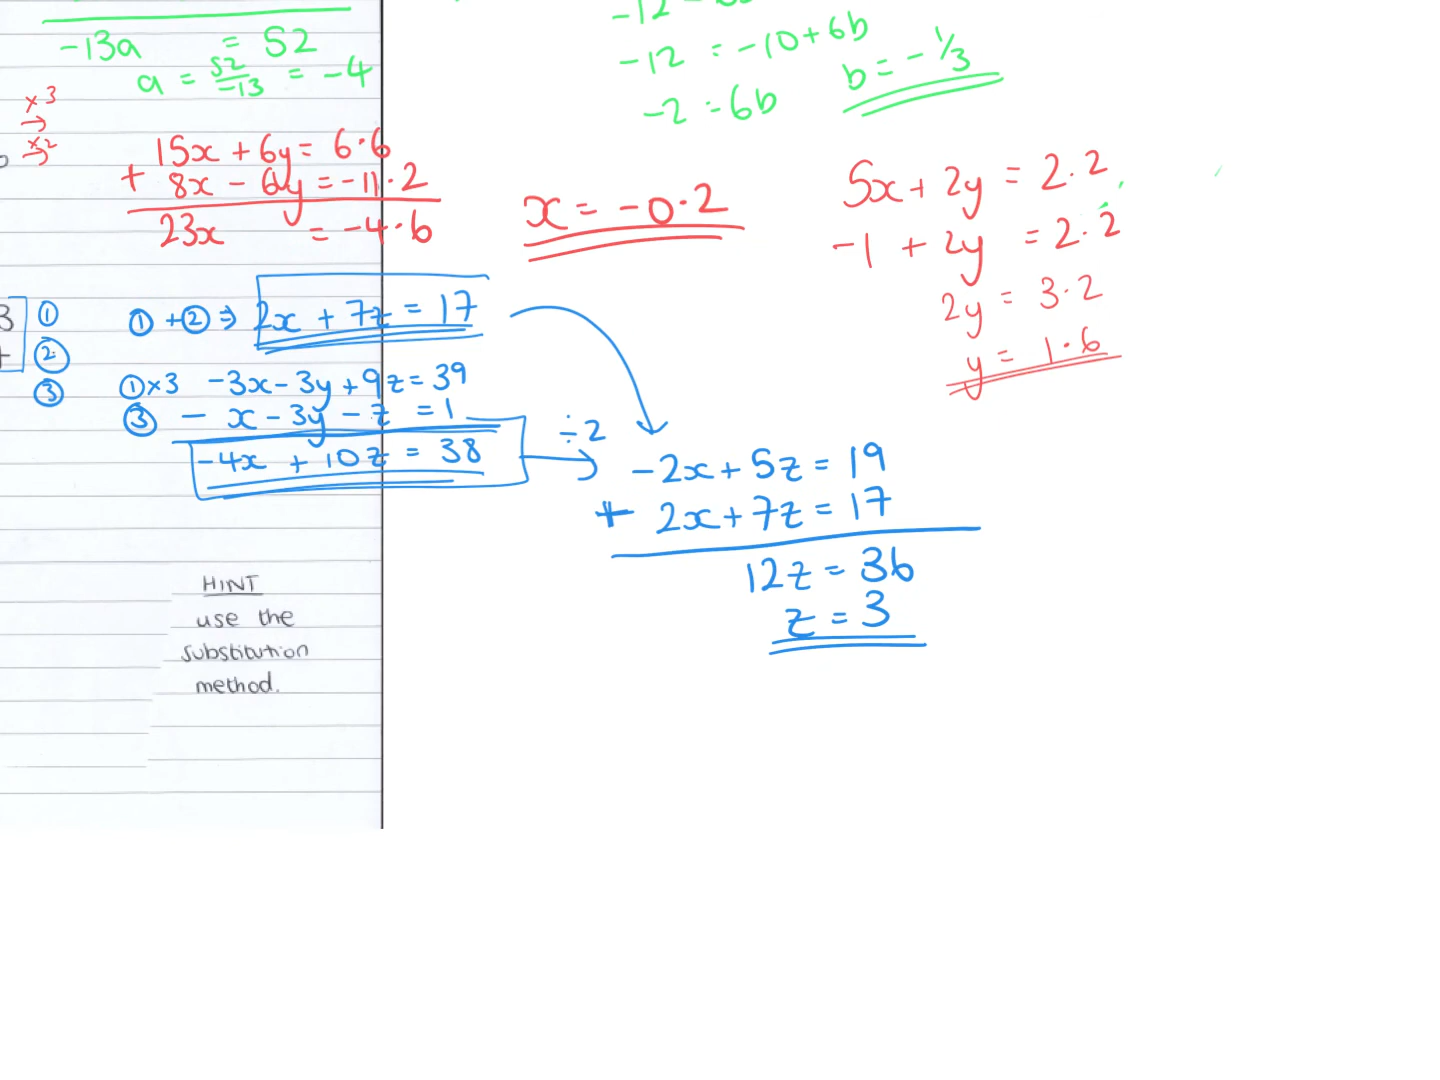 -13a = 52
a = 52/-13 = -4
-12
-12 = -10+6b
-2 = 6b
b = -1/3
×3
→
×2
→
15x + 6y = 6·6
+ 8x - 6y = -11·2
23x = -4·6
x = -0·2
5x + 2y = 2·2
-1 + 2y = 2·2
2y = 3·2
y = 1·6
3 ①
②
③
① + ② ⇒ 2x + 7z = 17
①×3 -3x-3y+9z=39
③ - x - 3y - z = 1
-4x + 10z = 38
÷2
-2x+5z = 19
+ 2x+7z = 17
12z = 36
z = 3
HINT
use the
substitution
method.